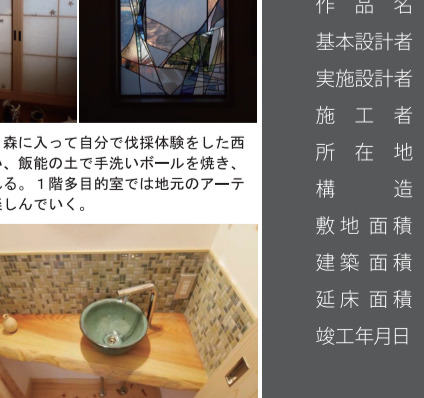 森に入って自分で伐採体験をした西
い、飯能の土で手洗いボールを焼き、
れる。１階多目的室では地元のアーテ
楽しんでいく。
作品名
基本設計者
実施設計者
施工者
所在地
構造
敷地面積
建築面積
延床面積
竣工年月日